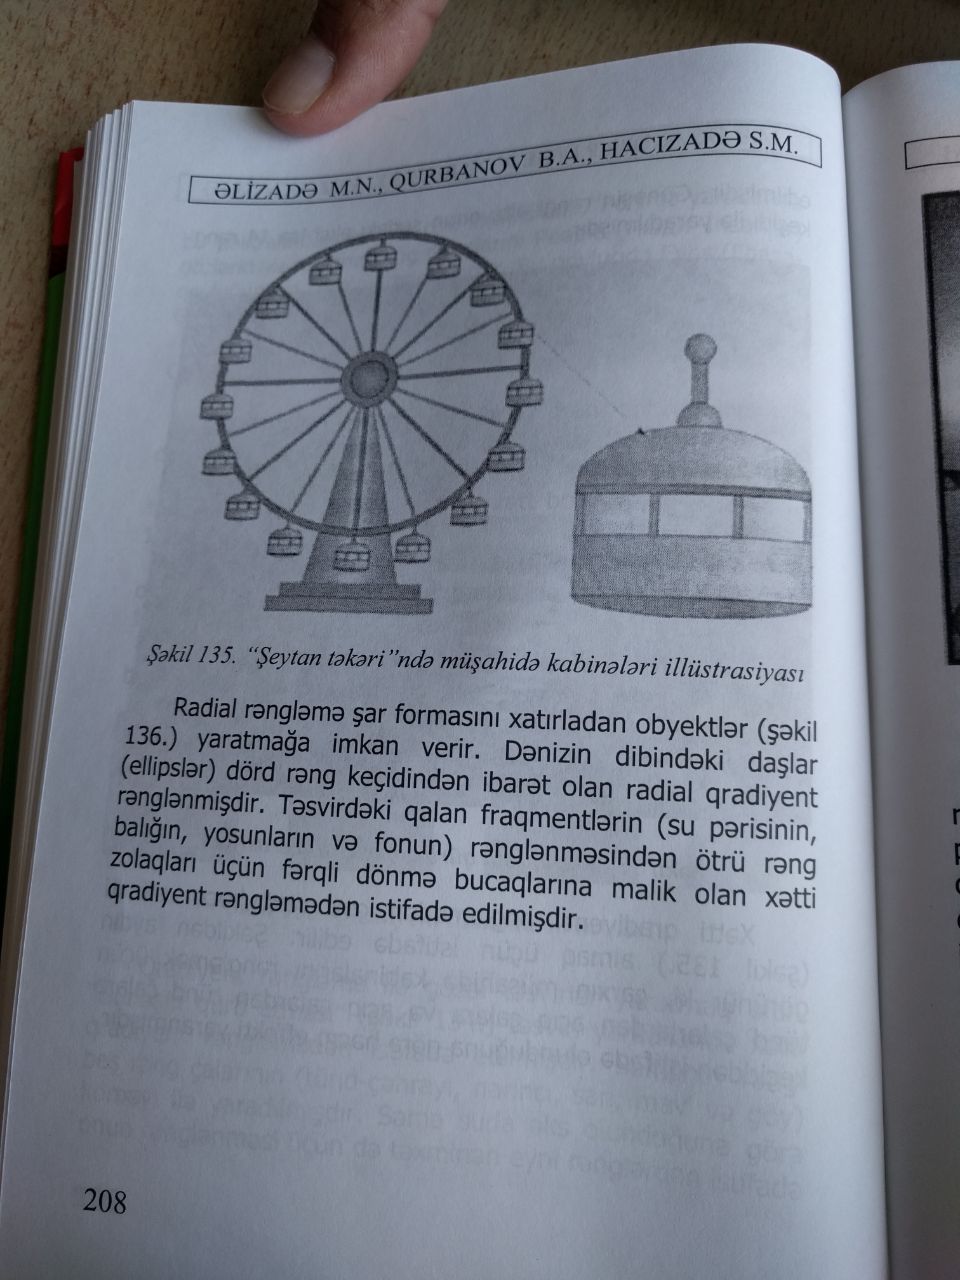 ƏLİZADƏ M.N., QURBANOV B.A., HACIZADƏ S.M.
Şəkil 135. “Şeytan təkəri”ndə müşahidə kabinələri illüstrasiyası
Radial rəngləmə şar formasını xatırladan obyektlər (şəkil
136.) yaratmağa imkan verir. Dənizin dibindəki daşlar
(ellipslər) dörd rəng keçidindən ibarət olan radial qradiyent
rənglənmişdir. Təsvirdəki qalan fraqmentlərin (su pərisinin,
balığın, yosunların və fonun) rənglənməsindən ötrü rəng
zolaqları üçün fərqli dönmə bucaqlarına malik olan xətti
qradiyent rəngləmədən istifadə edilmişdir.
208